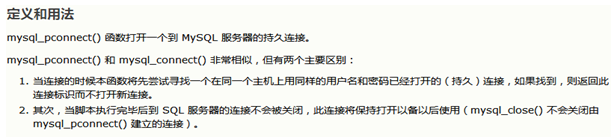 定义和用法
mysql_pconnect() 函数打开一个到 MySQL 服务器的持久连接。
mysql_pconnect() 和 mysql_connect() 非常相似，但有两个主要区别：
1. 当连接的时候本函数将先尝试寻找一个在同一个主机上用同样的用户名和密码已经打开的（持久）连接，如果找到，则返回此
连接标识而不打开新连接。
2. 其次，当脚本执行完毕后到 SQL 服务器的连接不会被关闭，此连接将保持打开以备以后使用（mysql_close() 不会关闭由
mysql_pconnect() 建立的连接）。